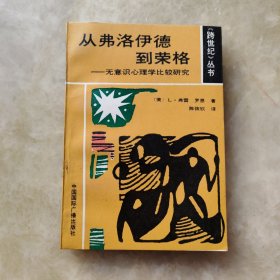 《跨世纪》丛书
从弗洛伊德
到荣格
——无意识心理学比较研究
(美) L·弗雷 罗恩 著
陈恢钦 译
中国国际广播出版社